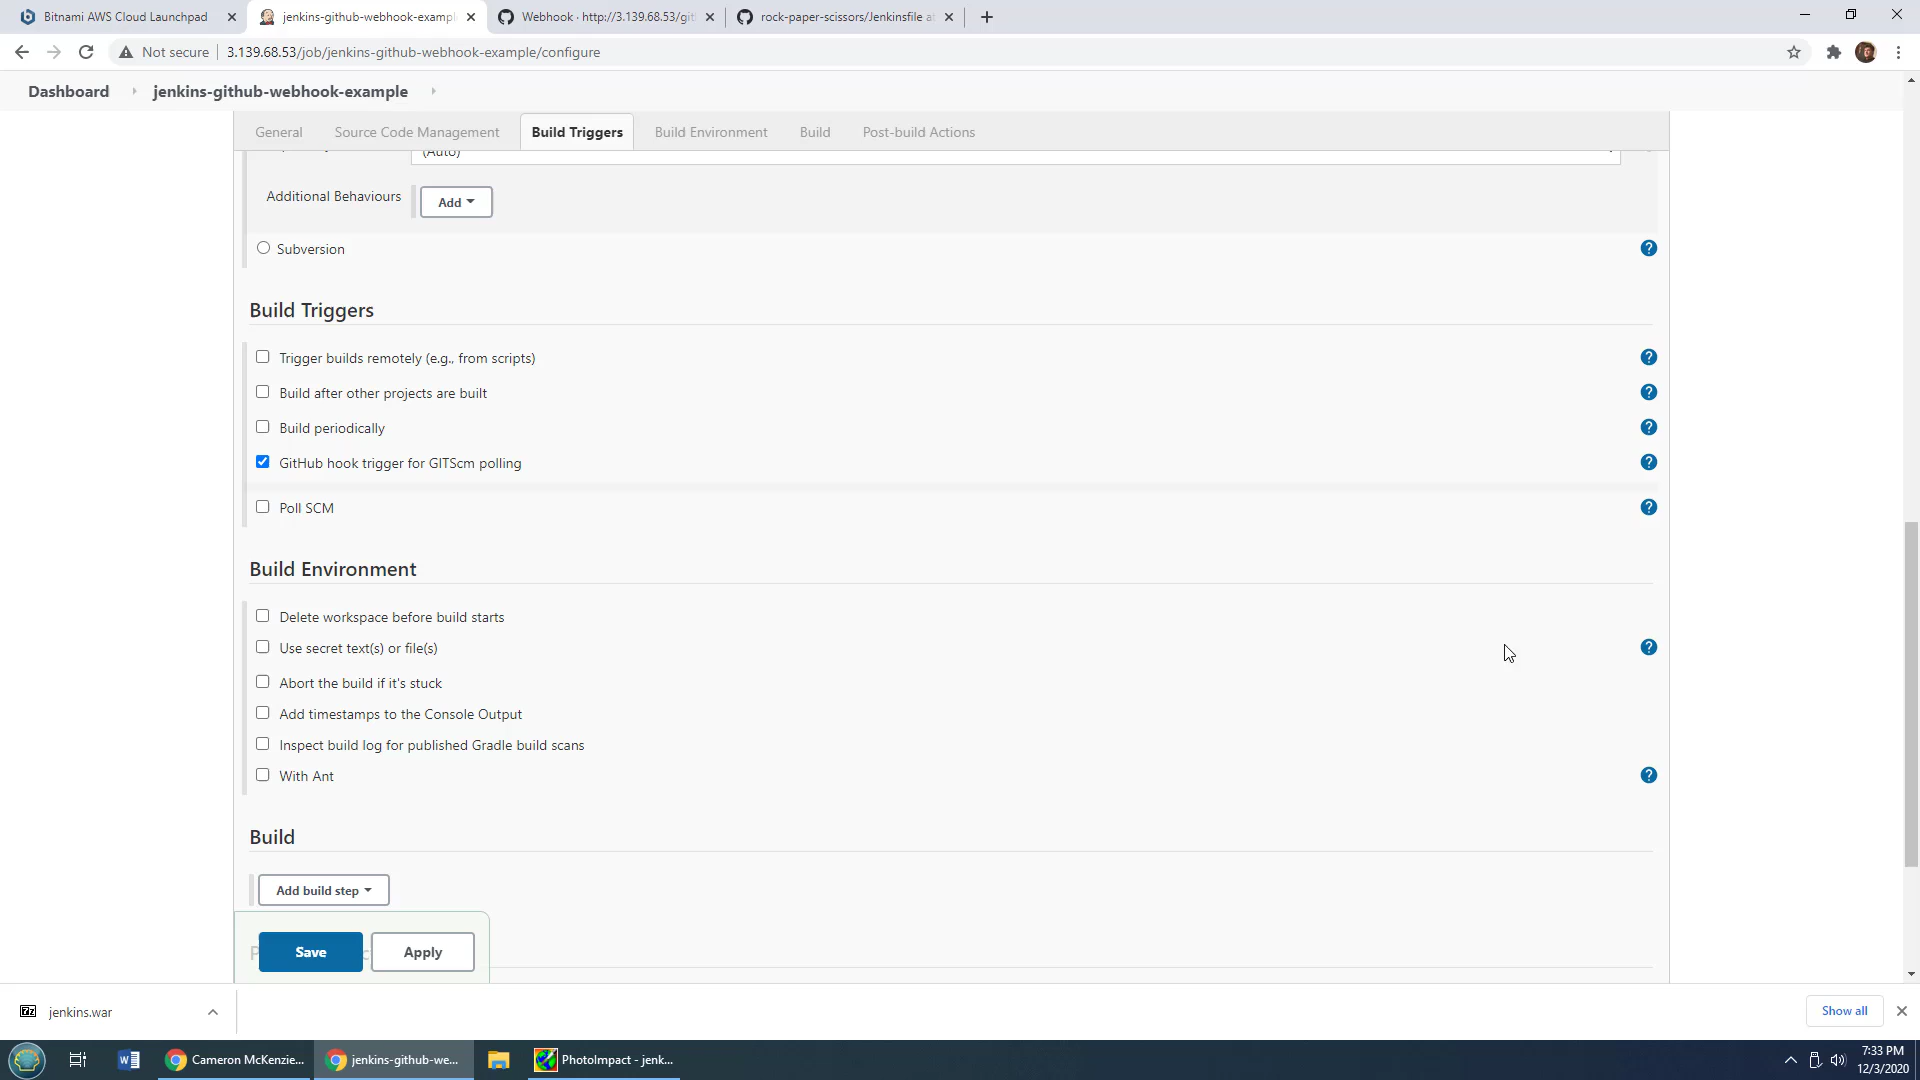 Bitnami AWS Cloud Launchpad
jenkins-github-webhook-exampl
Webhook · http://3.139.68.53/git
rock-paper-scissors/Jenkinsfile a
Not secure
3.139.68.53/job/jenkins-github-webhook-example/configure
Dashboard
jenkins-github-webhook-example
General
Source Code Management
Build Triggers
Build Environment
Build
Post-build Actions
(Auto)
Additional Behaviours
Add
Subversion
?
Build Triggers
Trigger builds remotely (e.g., from scripts)
?
Build after other projects are built
?
Build periodically
?
GitHub hook trigger for GITScm polling
?
Poll SCM
?
Build Environment
Delete workspace before build starts
Use secret text(s) or file(s)
?
Abort the build if it's stuck
Add timestamps to the Console Output
Inspect build log for published Gradle build scans
With Ant
?
Build
Add build step
Save
Apply
jenkins.war
Show all
Cameron McKenzie...
jenkins-github-we...
PhotoImpact - jenk...
7:33 PM
12/3/2020